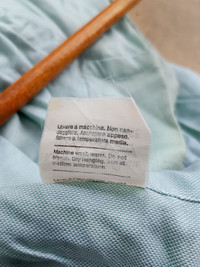 Lavare a macchina. Non can-
deggiare. Asciugare appeso.
Stirare a temperatura media.
Machine wash warm. Do not
bleach. Dry hanging. Iron at
medium temperature.